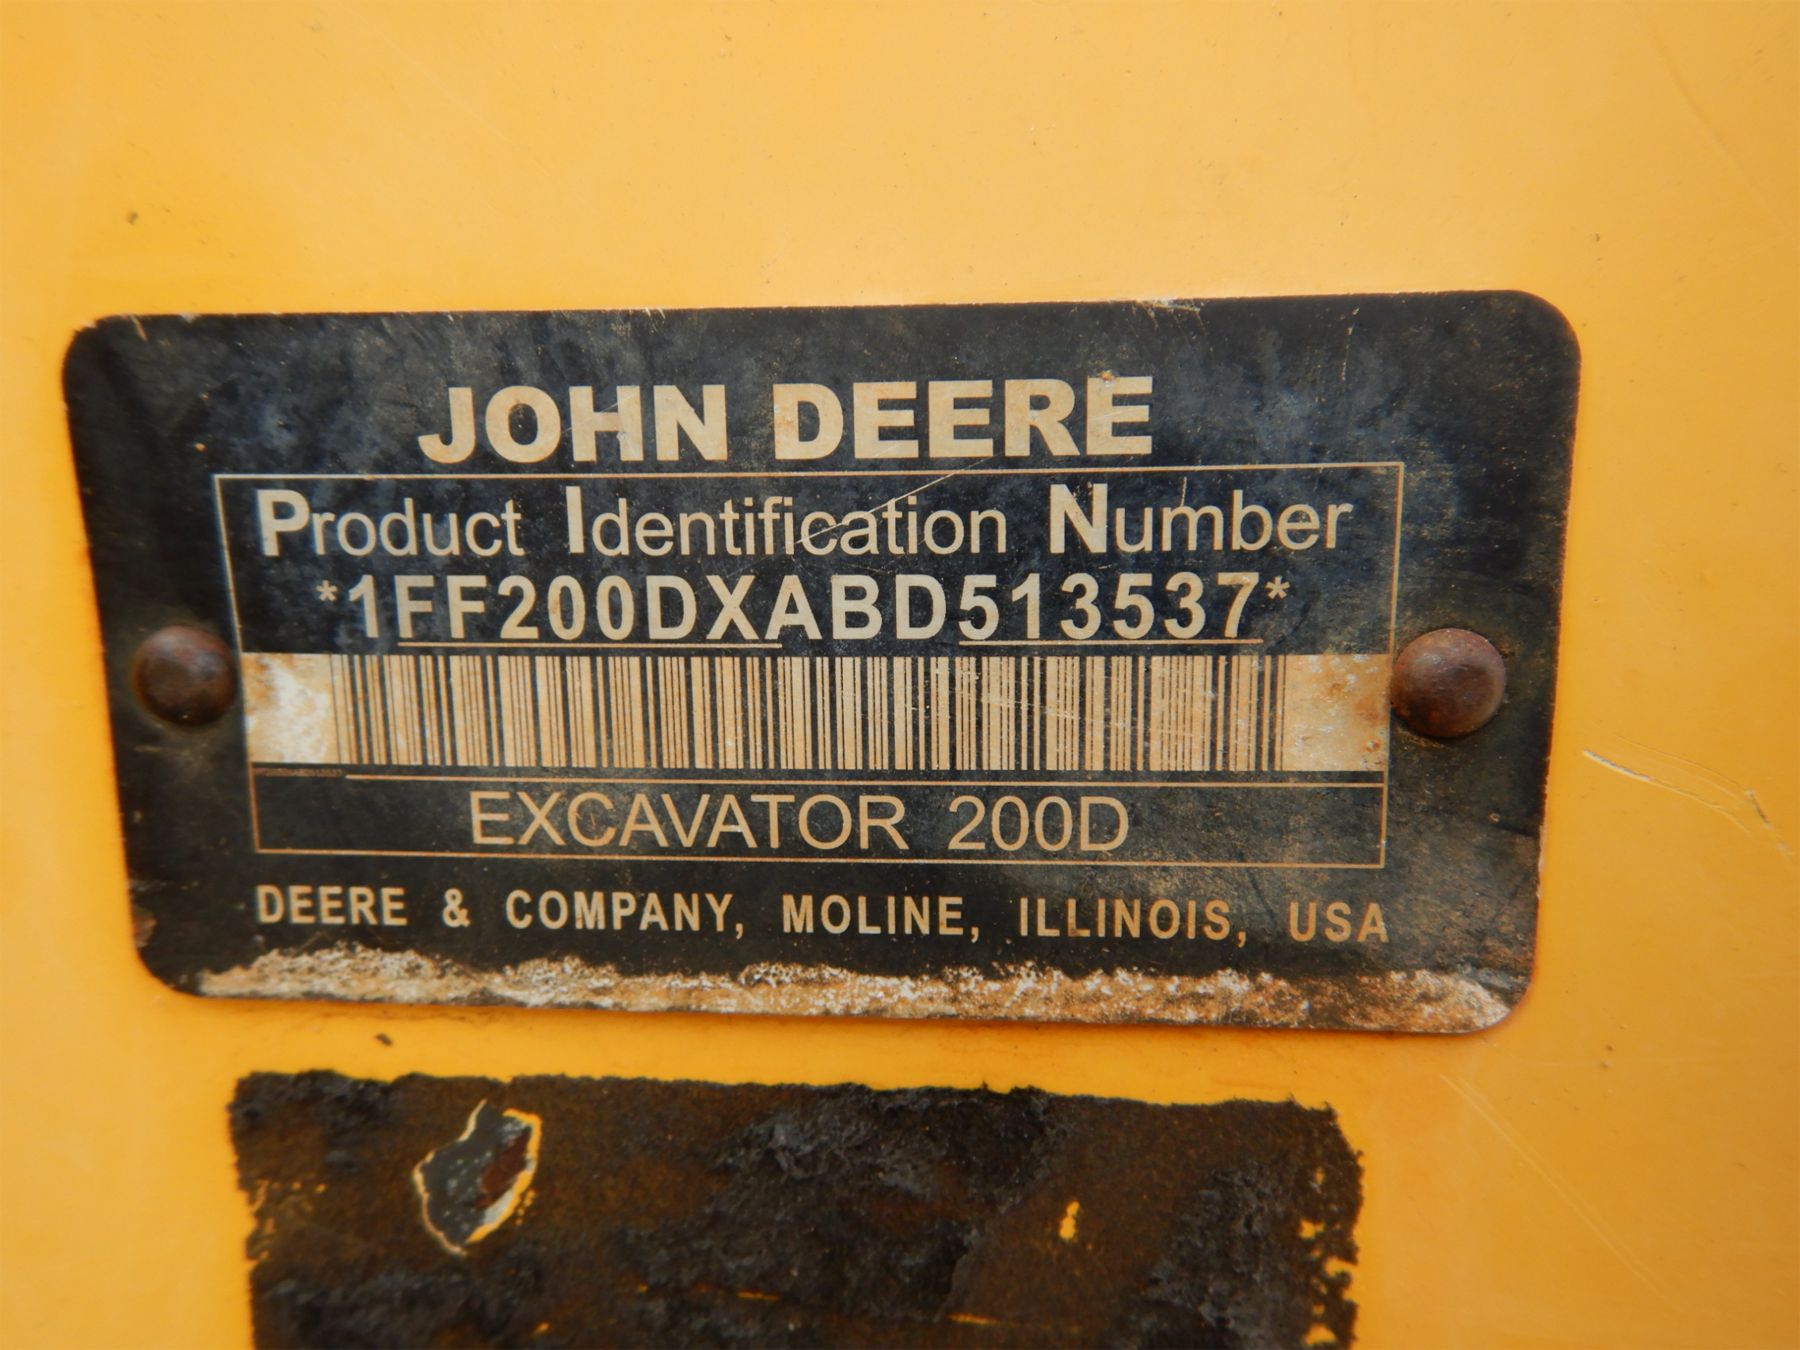 JOHN DEERE
Product Identification Number
*1FF200DXABD513537*
EXCAVATOR 200D
DEERE & COMPANY, MOLINE, ILLINOIS, USA